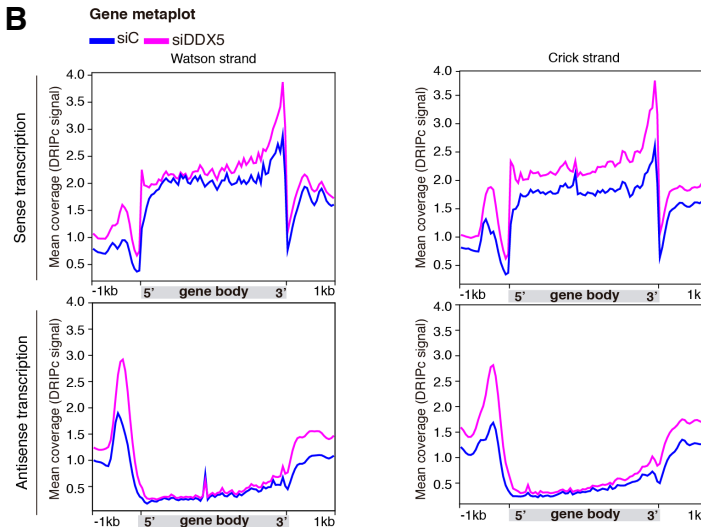 B
Gene metaplot
siC siDDX5
Watson strand
Crick strand
Sense transcription
Mean coverage (DRIPc signal)
4.0
3.5
3.0
2.5
2.0
1.5
1.0
0.5
-1kb 5’ gene body 3’ 1kb
Mean coverage (DRIPc signal)
4.0
3.5
3.0
2.5
2.0
1.5
1.0
0.5
-1kb 5’ gene body 3’
Antisense transcription
Mean coverage (DRIPc signal)
4.0
3.5
3.0
2.5
2.0
1.5
1.0
0.5
-1kb 5’ gene body 3’ 1kb
Mean coverage (DRIPc signal)
4.0
3.5
3.0
2.5
2.0
1.5
1.0
0.5
-1kb 5’ gene body 3’